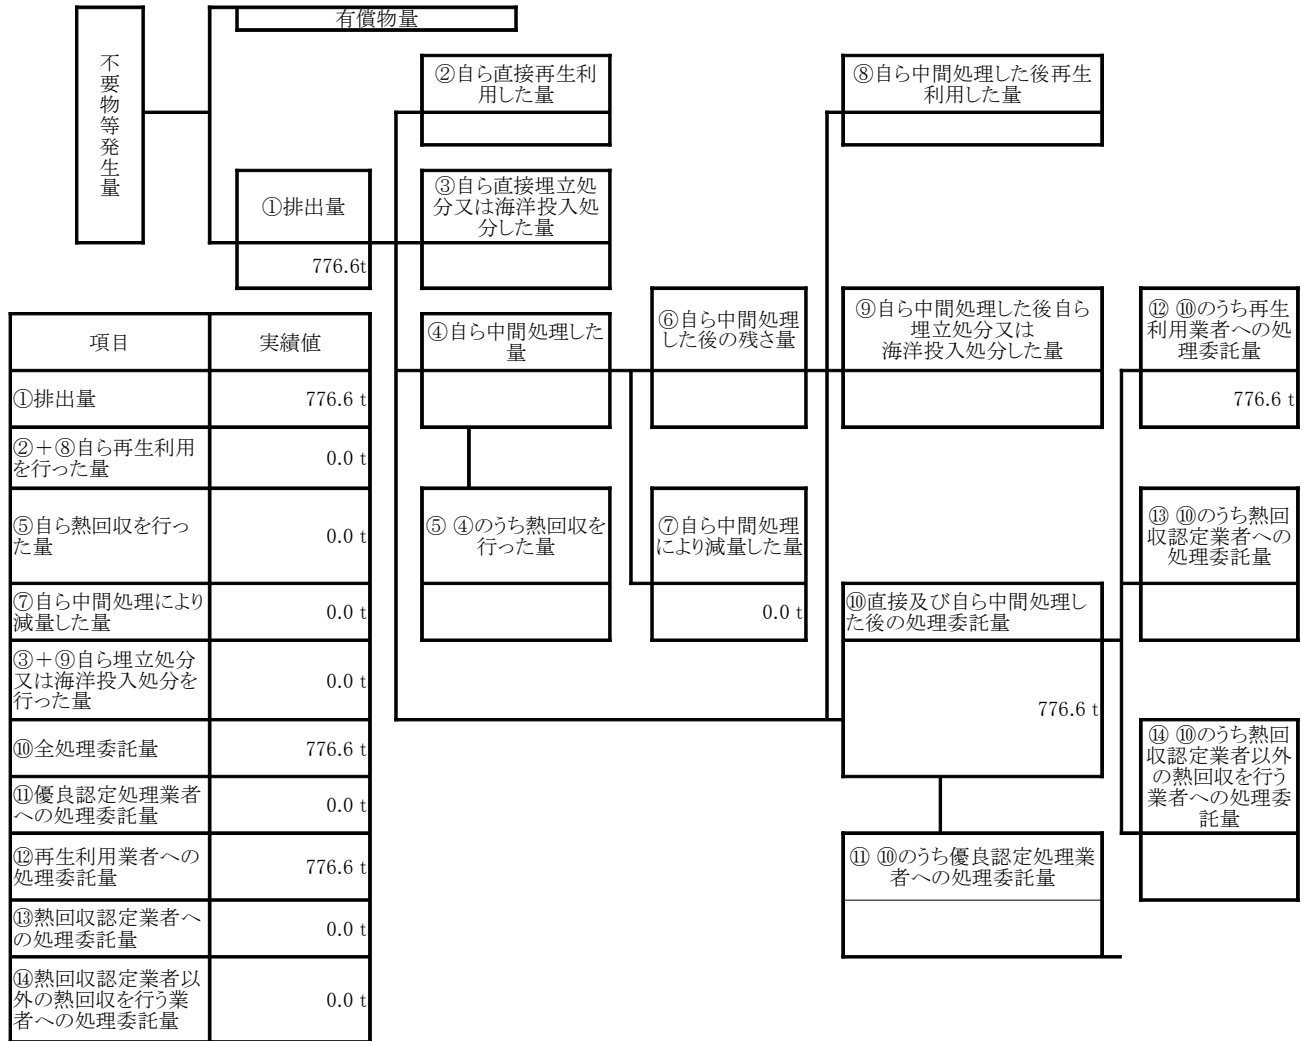 有償物量
不要物等発生量
②自ら直接再生利
用した量
⑧自ら中間処理した後再生
利用した量
①排出量
776.6t
③自ら直接埋立処
分又は海洋投入処
分した量
④自ら中間処理した
量
⑥自ら中間処理
した後の残さ量
⑨自ら中間処理した後自ら
埋立処分又は
海洋投入処分した量
⑫ ⑩のうち再生
利用業者への処
理委託量
776.6 t
⑤ ④のうち熱回収を
行った量
⑦自ら中間処理
により減量した量
0.0 t
⑬ ⑩のうち熱回
収認定業者への
処理委託量
⑩直接及び自ら中間処理し
た後の処理委託量
776.6 t
⑭ ⑩のうち熱回
収認定業者以外
の熱回収を行う
業者への処理委
託量
⑪ ⑩のうち優良認定処理業
者への処理委託量
項目 実績値
①排出量 776.6 t
②＋⑧自ら再生利用
を行った量 0.0 t
⑤自ら熱回収を行っ
た量 0.0 t
⑦自ら中間処理により
減量した量 0.0 t
③＋⑨自ら埋立処分
又は海洋投入処分を
行った量 0.0 t
⑩全処理委託量 776.6 t
⑪優良認定処理業者
への処理委託量 0.0 t
⑫再生利用業者への
処理委託量 776.6 t
⑬熱回収認定業者へ
の処理委託量 0.0 t
⑭熱回収認定業者以
外の熱回収を行う業
者への処理委託量 0.0 t